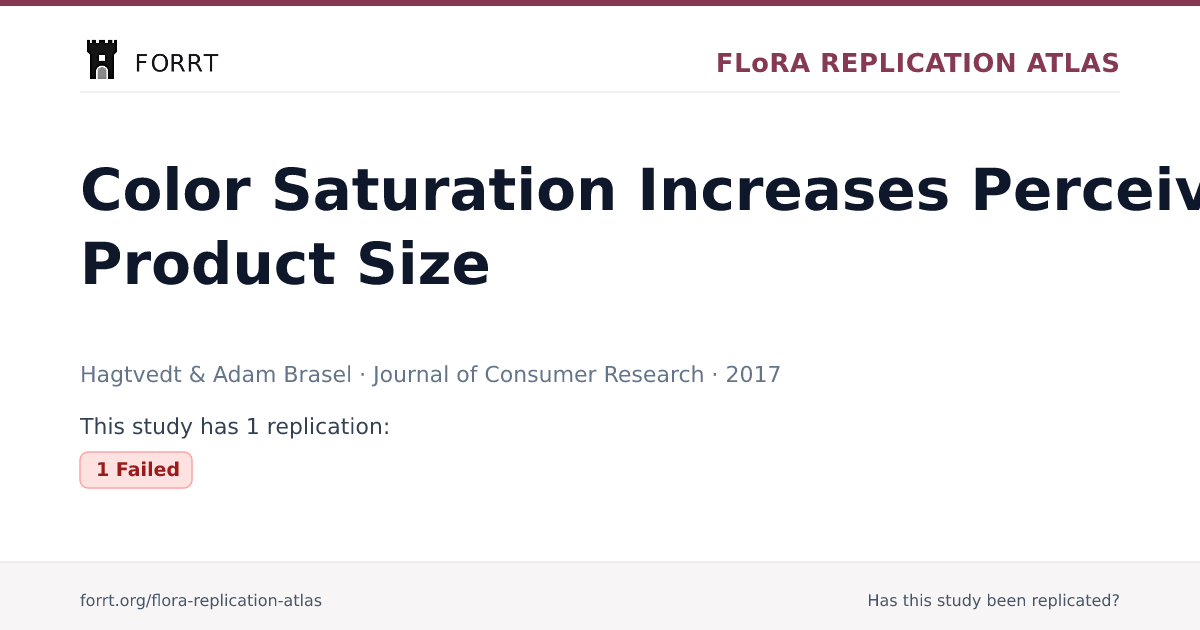 FORRT
FLoRA REPLICATION ATLAS
Color Saturation Increases Perceiv
Product Size
Hagtvedt & Adam Brasel · Journal of Consumer Research · 2017
This study has 1 replication:
1 Failed
forrt.org/flora-replication-atlas
Has this study been replicated?